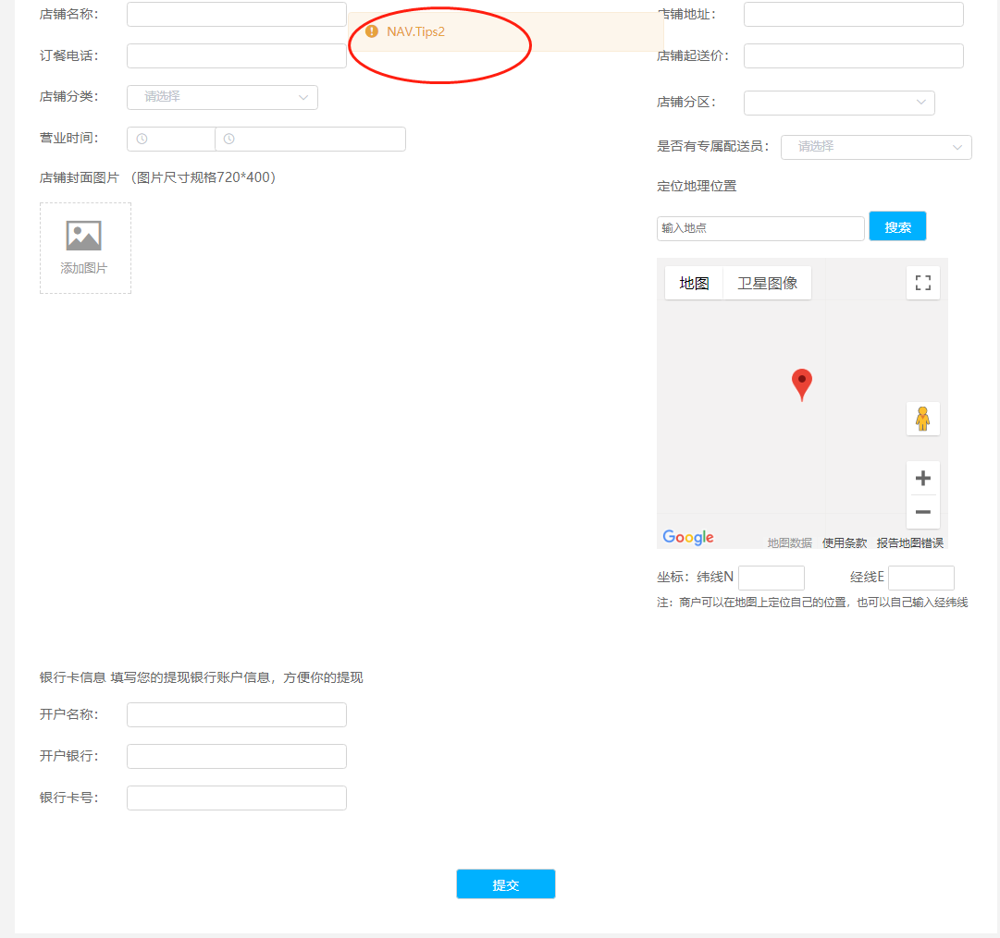 店铺名称：
NAV.Tips2
店铺地址：
订餐电话：
店铺起送价：
店铺分类：
请选择
店铺分区：
营业时间：
是否有专属配送员：
请选择
店铺封面图片 （图片尺寸规格720*400）
定位地理位置
输入地点
搜索
添加图片
地图
卫星图像
Google
地图数据 使用条款 报告地图错误
坐标：纬线N
经线E
注：商户可以在地图上定位自己的位置，也可以自己输入经纬线
银行卡信息 填写您的提现银行账户信息，方便你的提现
开户名称：
开户银行：
银行卡号：
提交